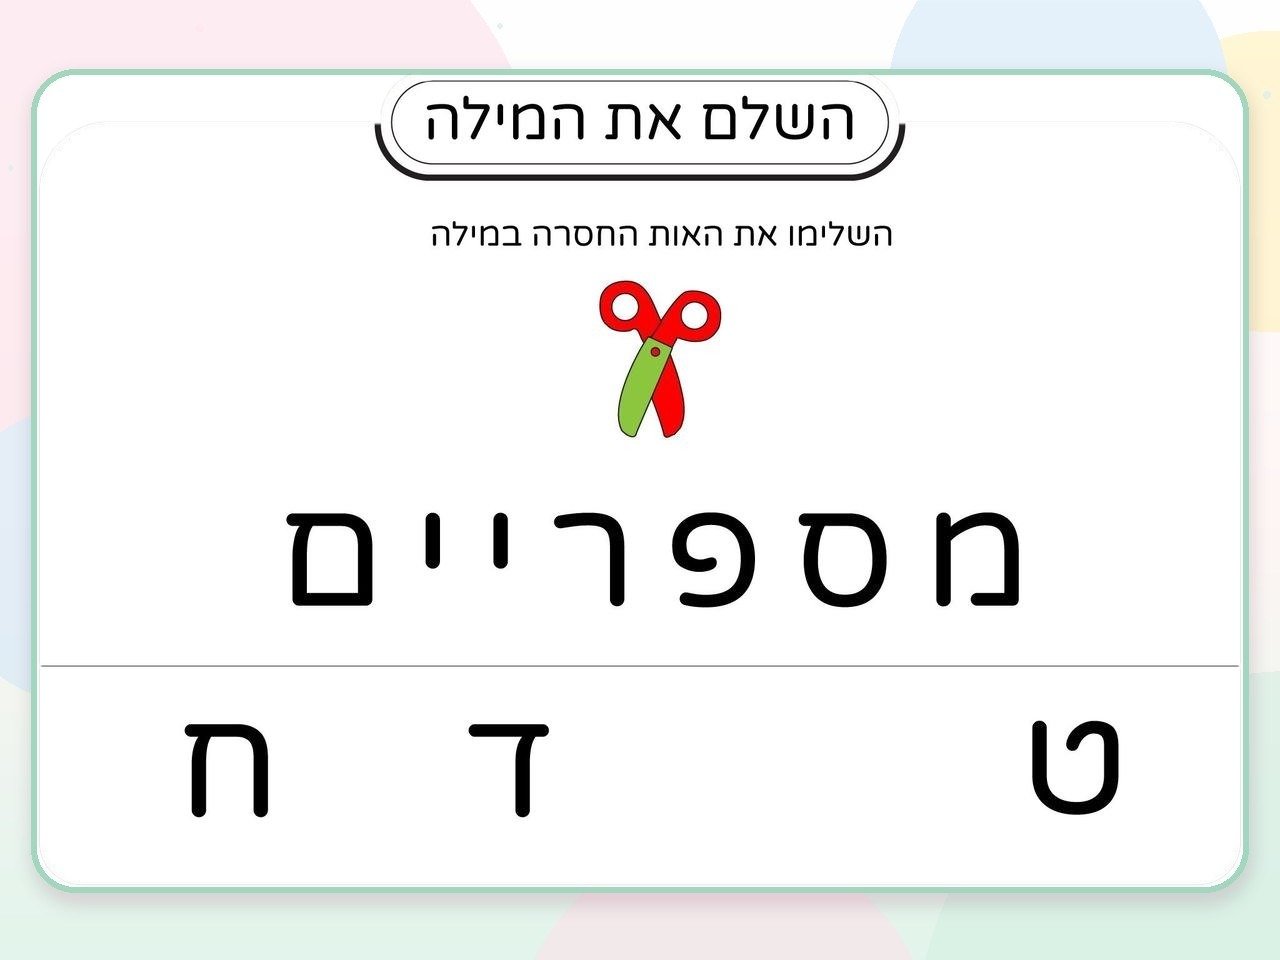 השלם את המילה
השלימו את האות החסרה במילה
מספריים
ט ד ח